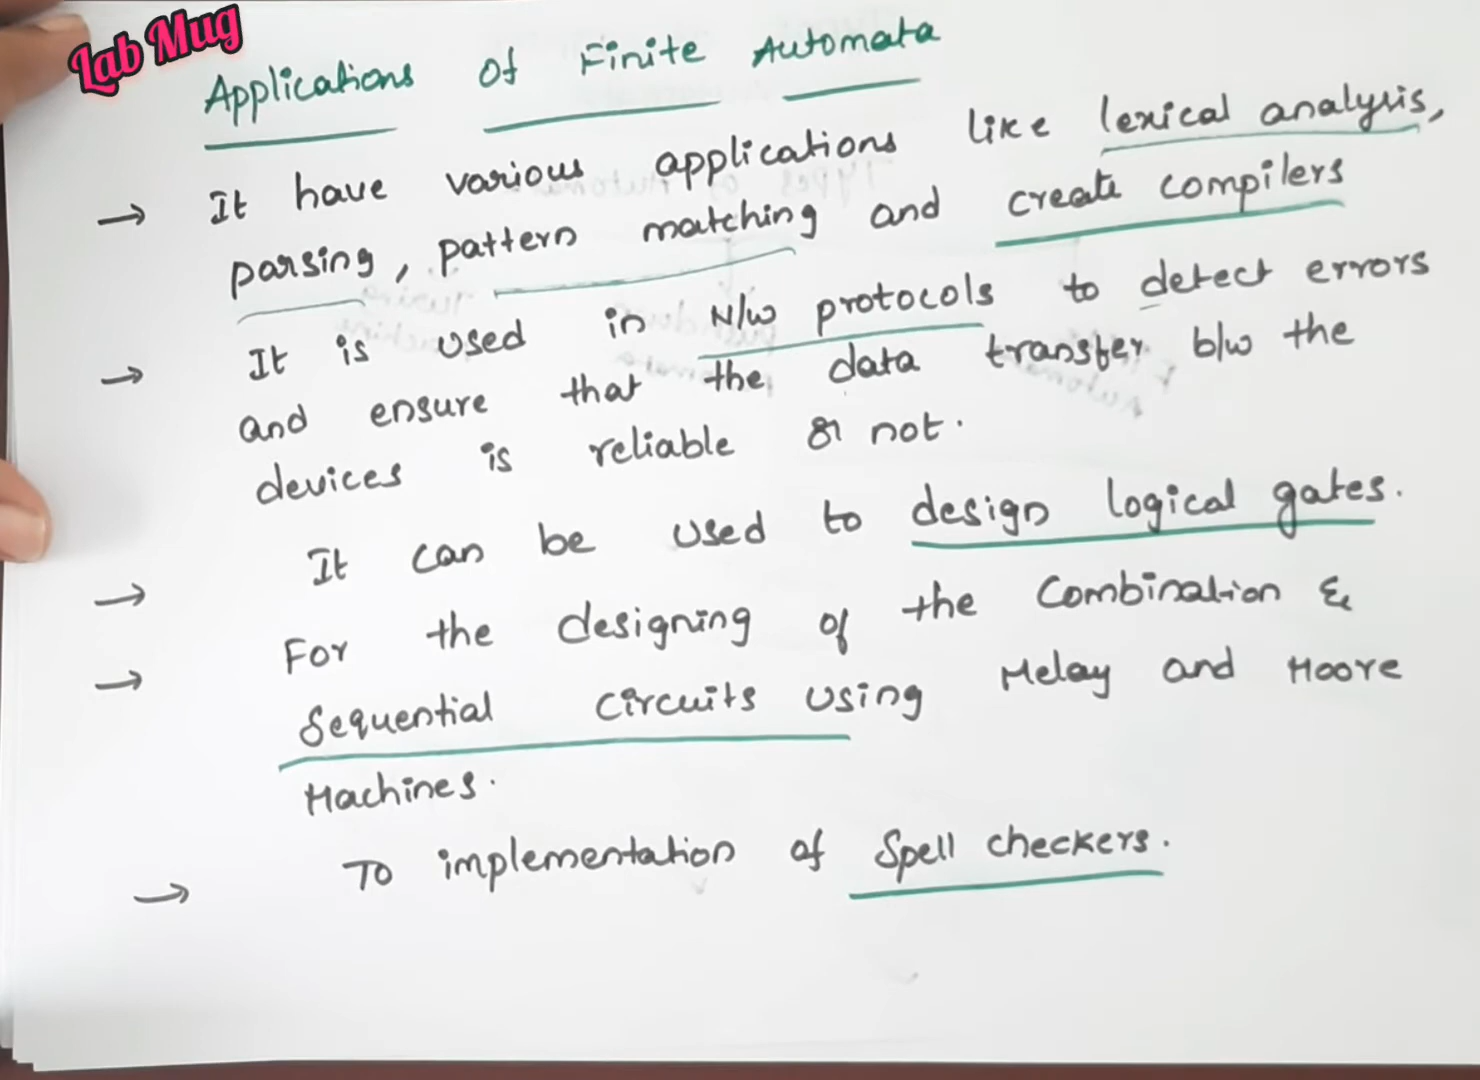 Lab Mug
Applications of Finite Automata
→ It have various applications like lexical analysis,
parsing, pattern matching and create compilers
→ It is used in N/w protocols to detect errors
and ensure that the data transfer b/w the
devices is reliable or not.
→ It can be used to design logical gates.
→ For the designing of the Combination &
Sequential circuits using Melay and Moore
Machines.
→ To implementation of Spell checkers.